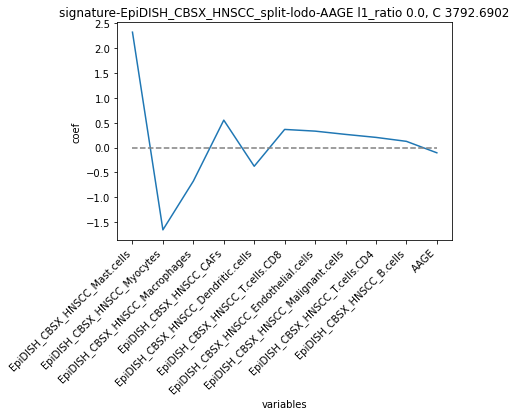 signature-EpiDISH_CBSX_HNSCC_split-lodo-AAGE l1_ratio 0.0, C 3792.6902
2.5
2.0
1.5
1.0
0.5
0.0
−0.5
−1.0
−1.5
coef
EpiDISH_CBSX_HNSCC_Mast.cells
EpiDISH_CBSX_HNSCC_Myocytes
EpiDISH_CBSX_HNSCC_Macrophages
EpiDISH_CBSX_HNSCC_CAFs
EpiDISH_CBSX_HNSCC_Dendritic.cells
EpiDISH_CBSX_HNSCC_T.cells.CD8
EpiDISH_CBSX_HNSCC_Endothelial.cells
EpiDISH_CBSX_HNSCC_Malignant.cells
EpiDISH_CBSX_HNSCC_T.cells.CD4
EpiDISH_CBSX_HNSCC_B.cells
AAGE
variables